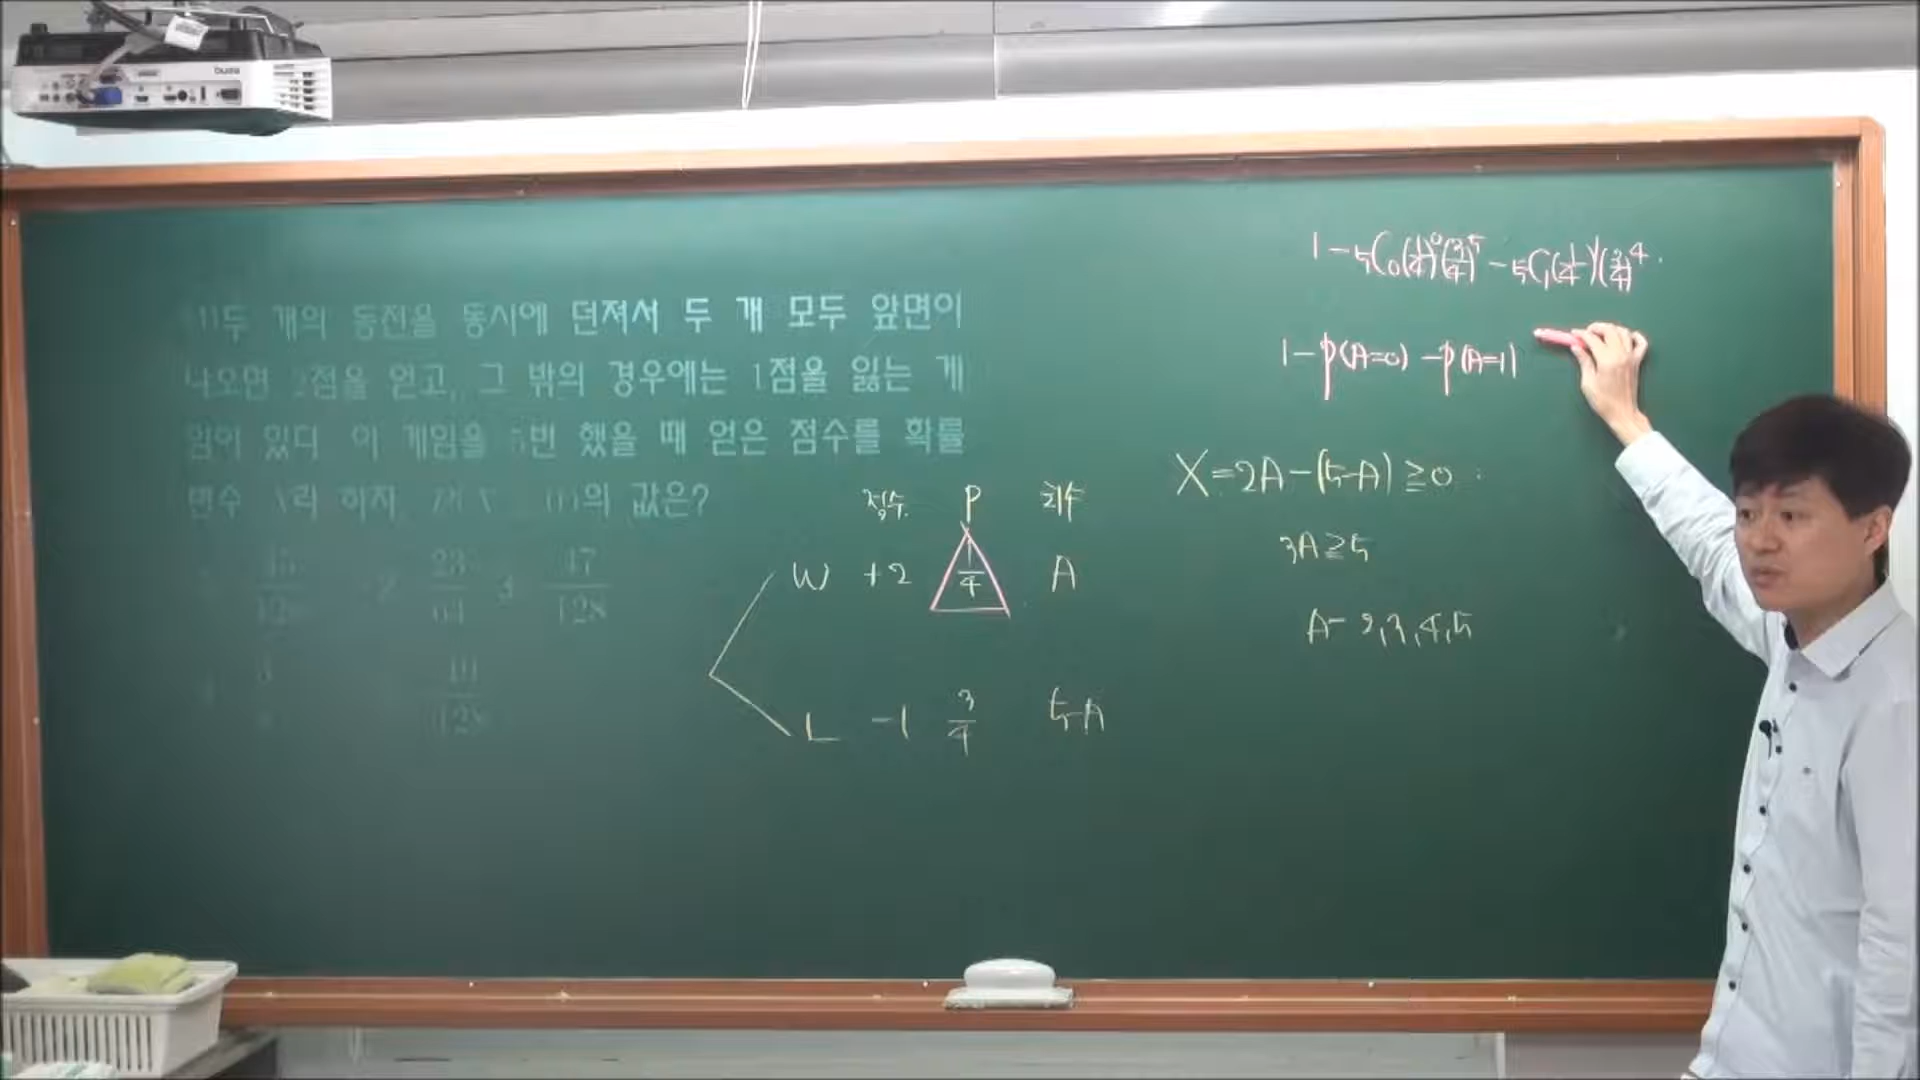 BenQ
두 개의 동전을 동시에 던져서 두 개 모두 앞면이
나오면 2점을 얻고, 그 밖의 경우에는 1점을 잃는 게
임이 있다 이 게임을 5번 했을 때 얻은 점수를 확률
변수 X라 하자 의 값은?
47/128
점수 P 회수
W +2 1/4 A
L -1 3/4 5-A
1-₅C₀(1/4)⁰(3/4)⁵-₅C₁(1/4)¹(3/4)⁴
1-P(A=0)-P(A=1)
X=2A-(5-A)≧0
3A≧5
A=2,3,4,5